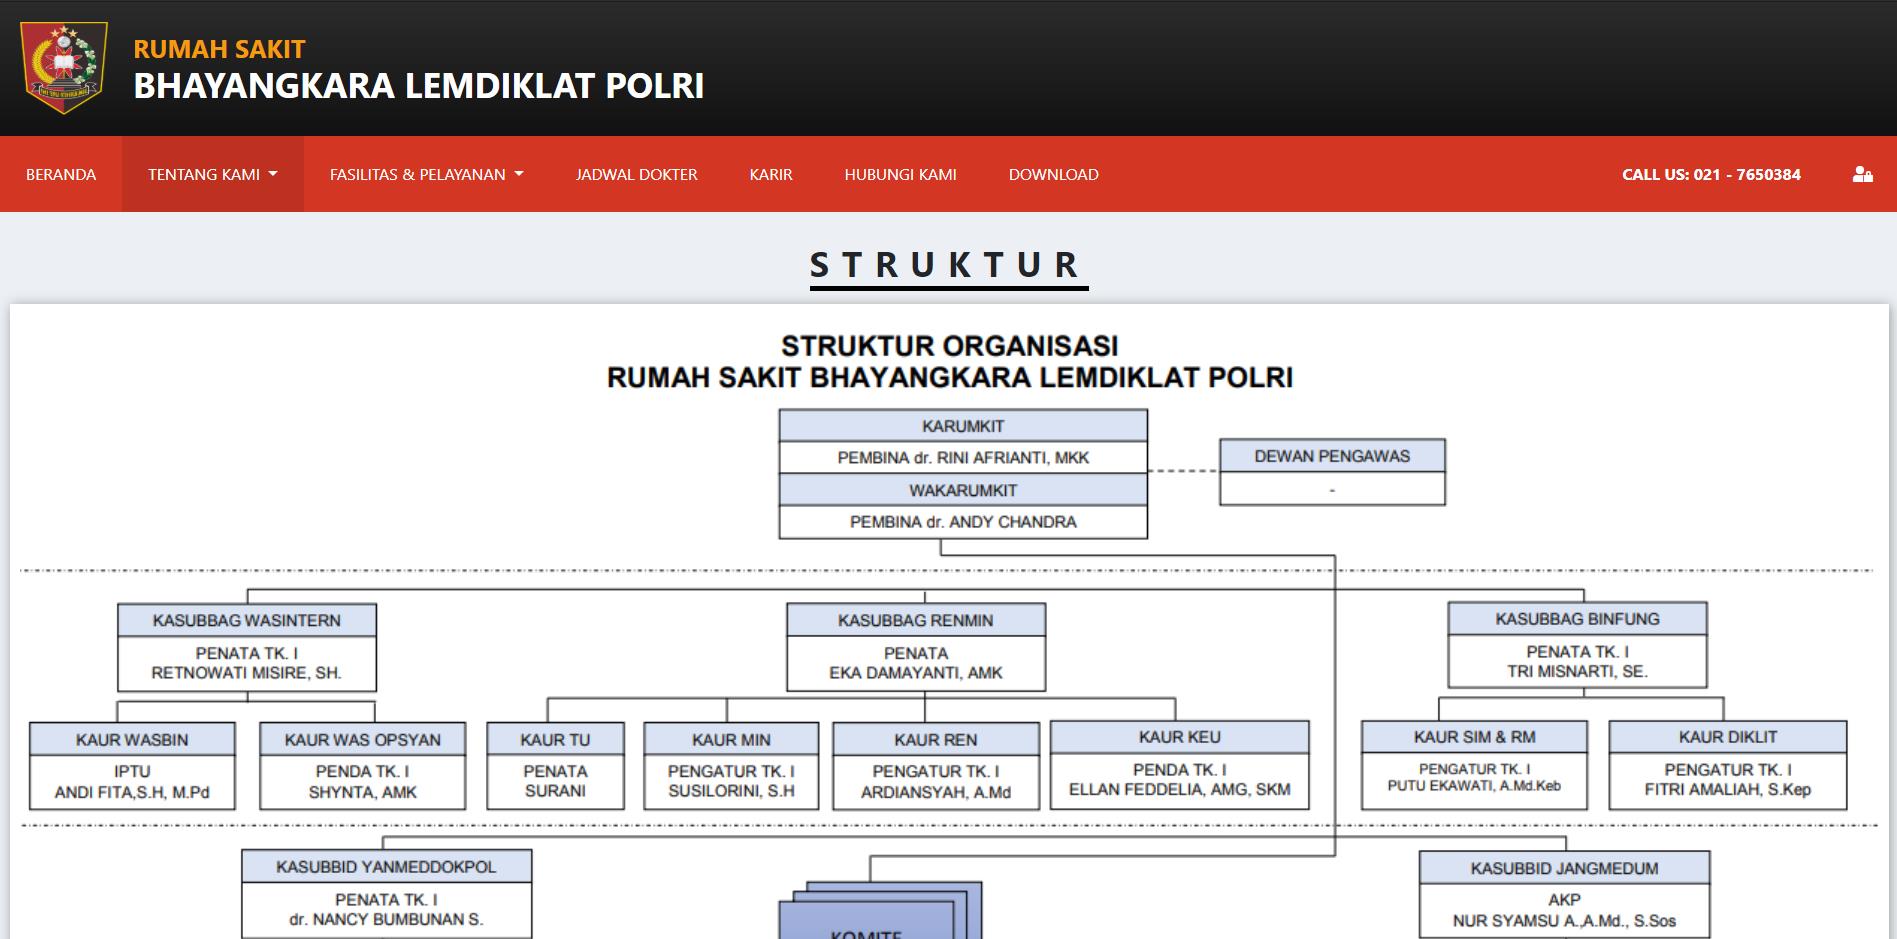 RUMAH SAKIT
BHAYANGKARA LEMDIKLAT POLRI
BERANDA
TENTANG KAMI
FASILITAS & PELAYANAN
JADWAL DOKTER
KARIR
HUBUNGI KAMI
DOWNLOAD
CALL US: 021 - 7650384
STRUKTUR
STRUKTUR ORGANISASI
RUMAH SAKIT BHAYANGKARA LEMDIKLAT POLRI
KARUMKIT
PEMBINA dr. RINI AFRIANTI, MKK
WAKARUMKIT
PEMBINA dr. ANDY CHANDRA
DEWAN PENGAWAS
-
KASUBBAG WASINTERN
PENATA TK. I
RETNOWATI MISIRE, SH.
KASUBBAG RENMIN
PENATA
EKA DAMAYANTI, AMK
KASUBBAG BINFUNG
PENATA TK. I
TRI MISNARTI, SE.
KAUR WASBIN
IPTU
ANDI FITA,S.H, M.Pd
KAUR WAS OPSYAN
PENDA TK. I
SHYNTA, AMK
KAUR TU
PENATA
SURANI
KAUR MIN
PENGATUR TK. I
SUSILORINI, S.H
KAUR REN
PENGATUR TK. I
ARDIANSYAH, A.Md
KAUR KEU
PENDA TK. I
ELLAN FEDDELIA, AMG, SKM
KAUR SIM & RM
PENGATUR TK. I
PUTU EKAWATI, A.Md.Keb
KAUR DIKLIT
PENGATUR TK. I
FITRI AMALIAH, S.Kep
KASUBBID YANMEDDOKPOL
PENATA TK. I
dr. NANCY BUMBUNAN S.
KOMITE
KASUBBID JANGMEDUM
AKP
NUR SYAMSU A.,A.Md., S.Sos